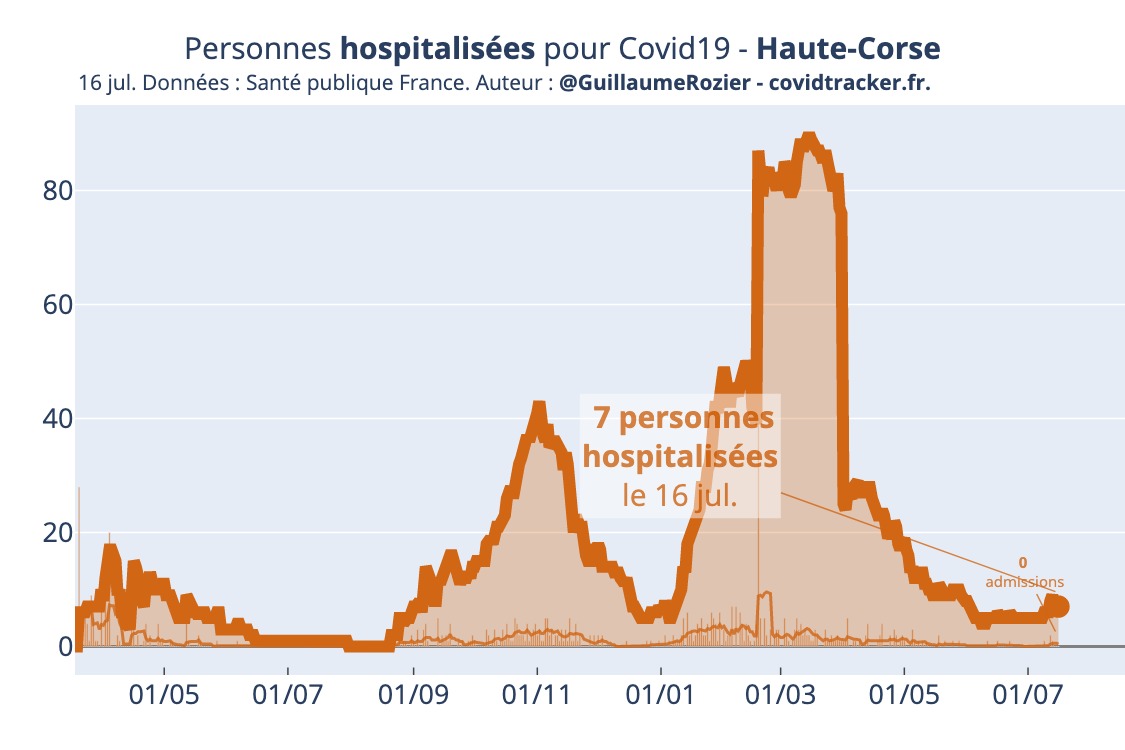 Personnes hospitalisées pour Covid19 - Haute-Corse
16 jul. Données : Santé publique France. Auteur : @GuillaumeRozier - covidtracker.fr.
80
60
40
20
0
7 personnes
hospitalisées
le 16 jul.
0
admissions
01/05
01/07
01/09
01/11
01/01
01/03
01/05
01/07